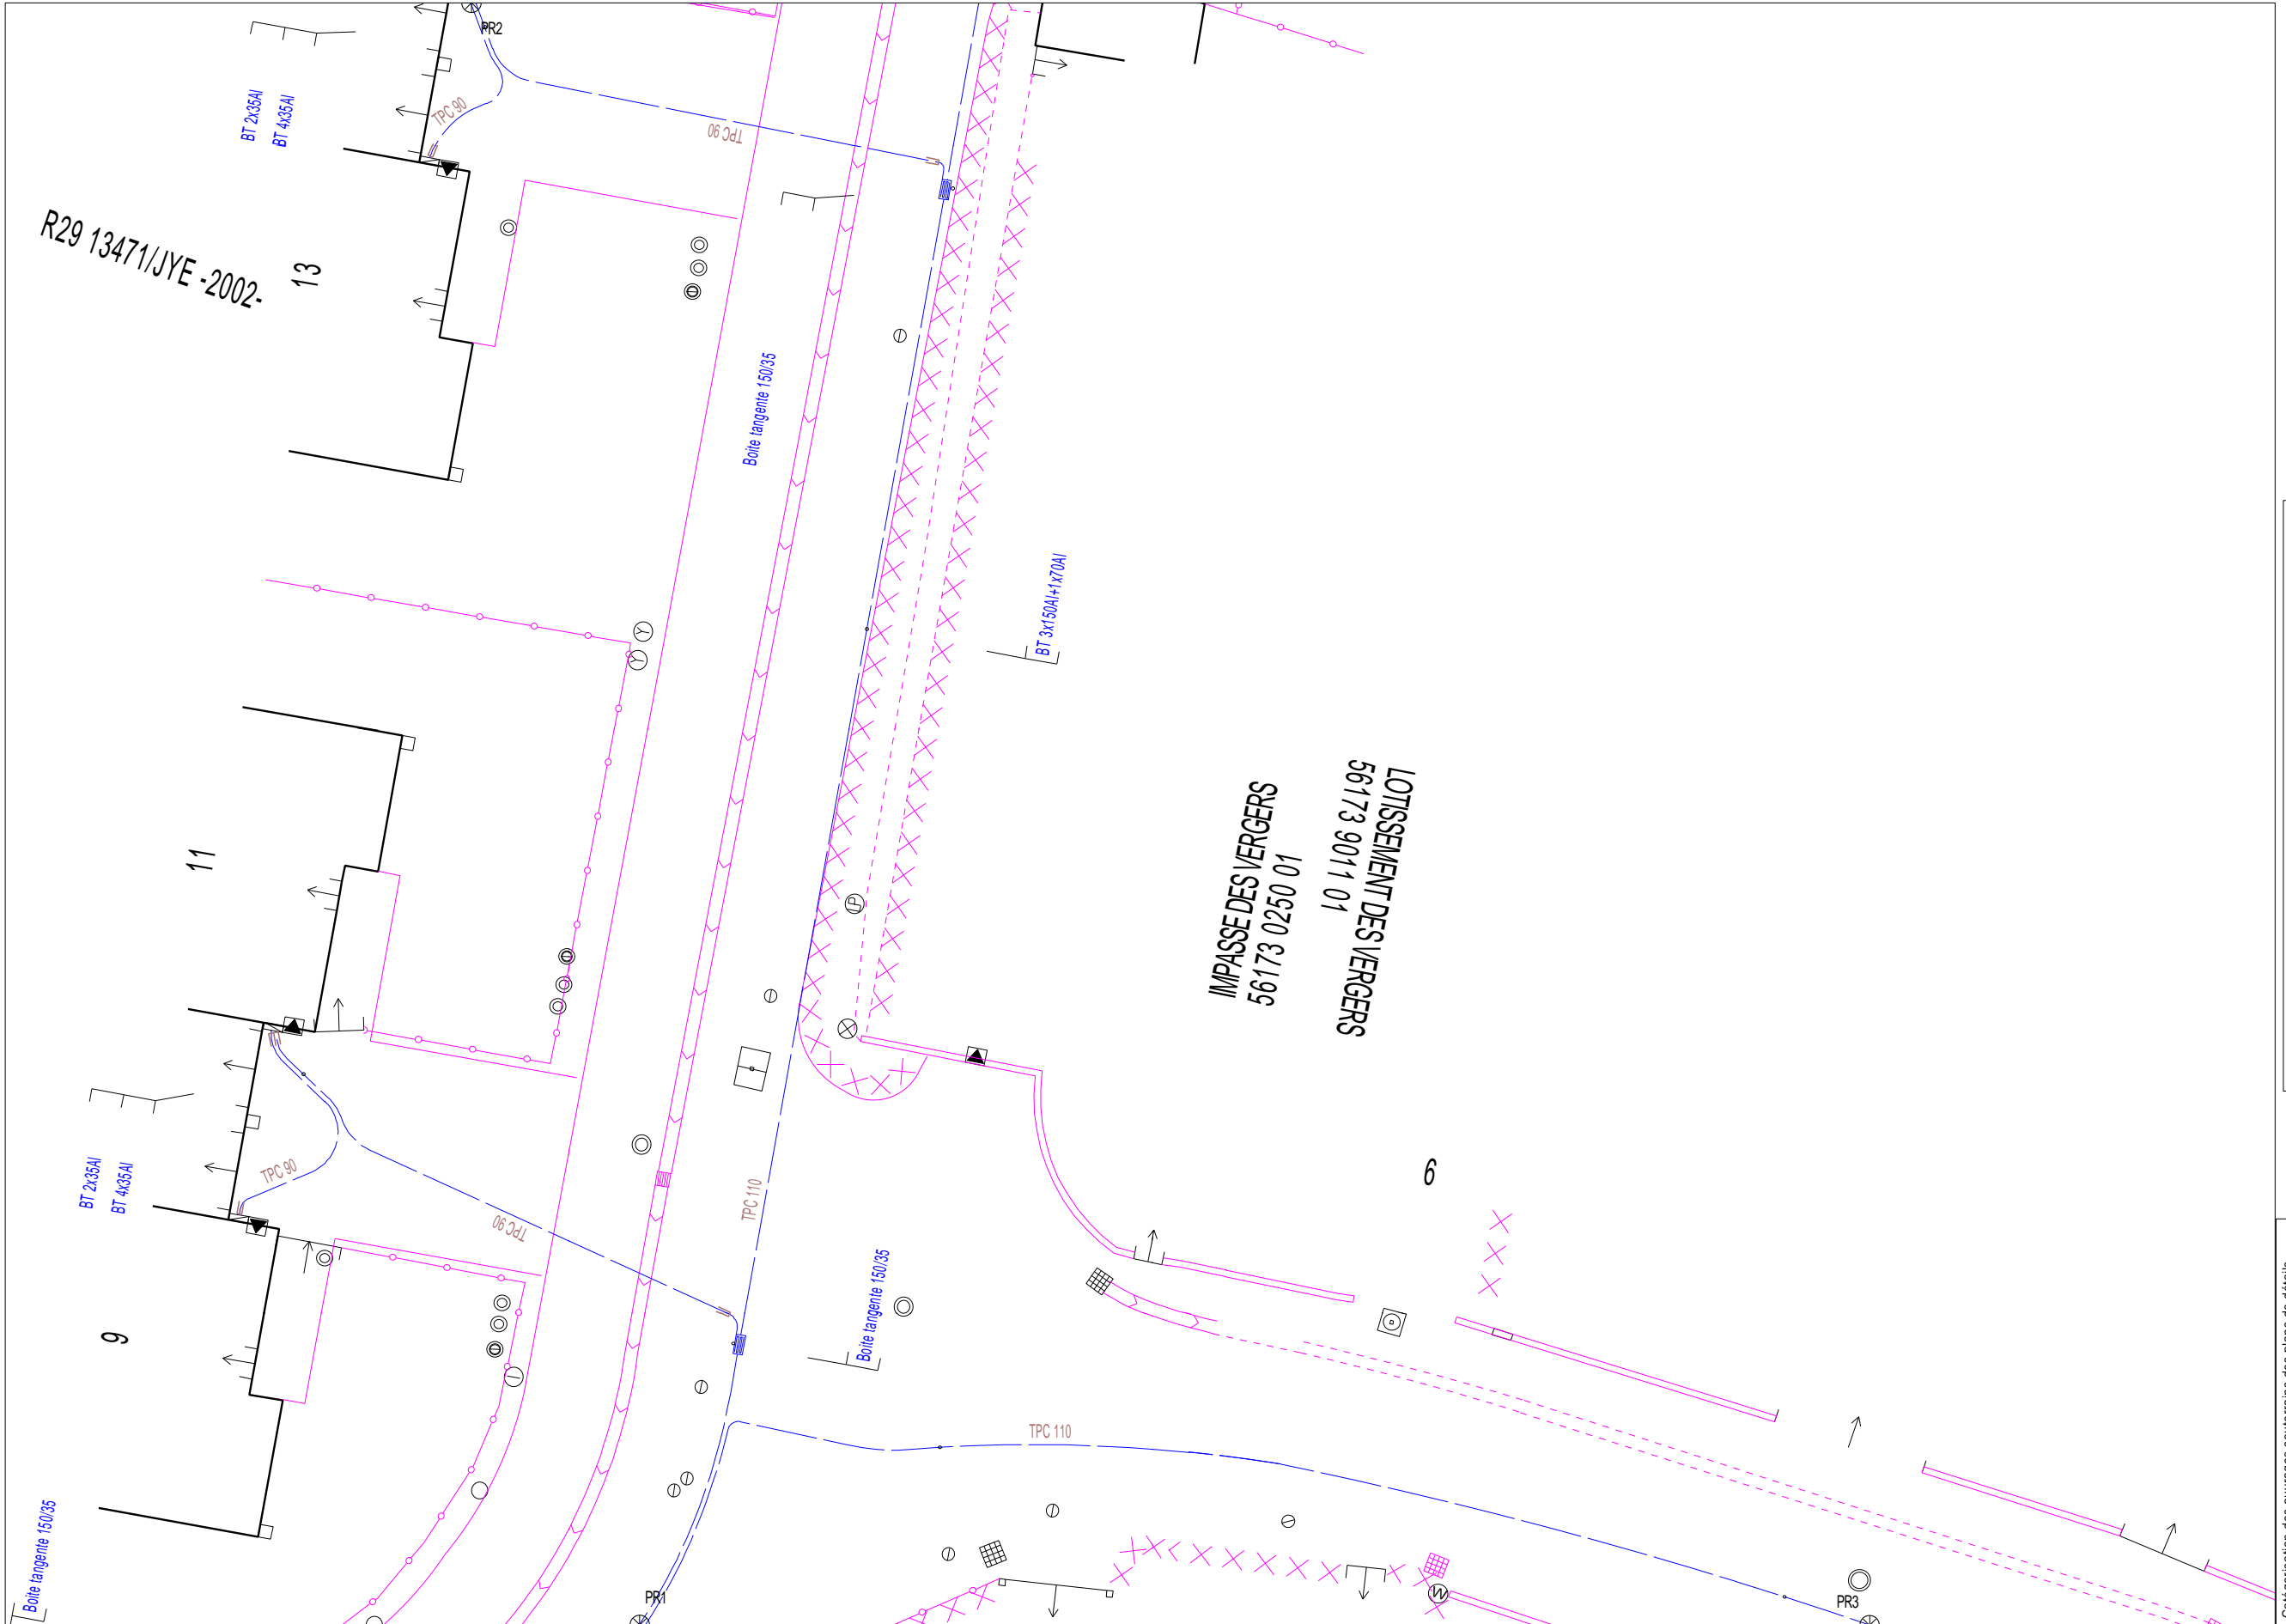 PR2
BT 2x35Al
BT 4x35Al
TPC 90
TPC 90
R29 13471/JYE -2002-
13
Boite tangente 150/35
Y
Y
BT 3x150Al+1x70Al
11
LP
IMPASSE DES VERGERS
56173 0250 01
LOTISSEMENT DES VERGERS
56173 9011 01
BT 2x35Al
BT 4x35Al
TPC 90
TPC 90
TPC 110
6
Boite tangente 150/35
9
TPC 110
Boite tangente 150/35
PR1
W
PR3